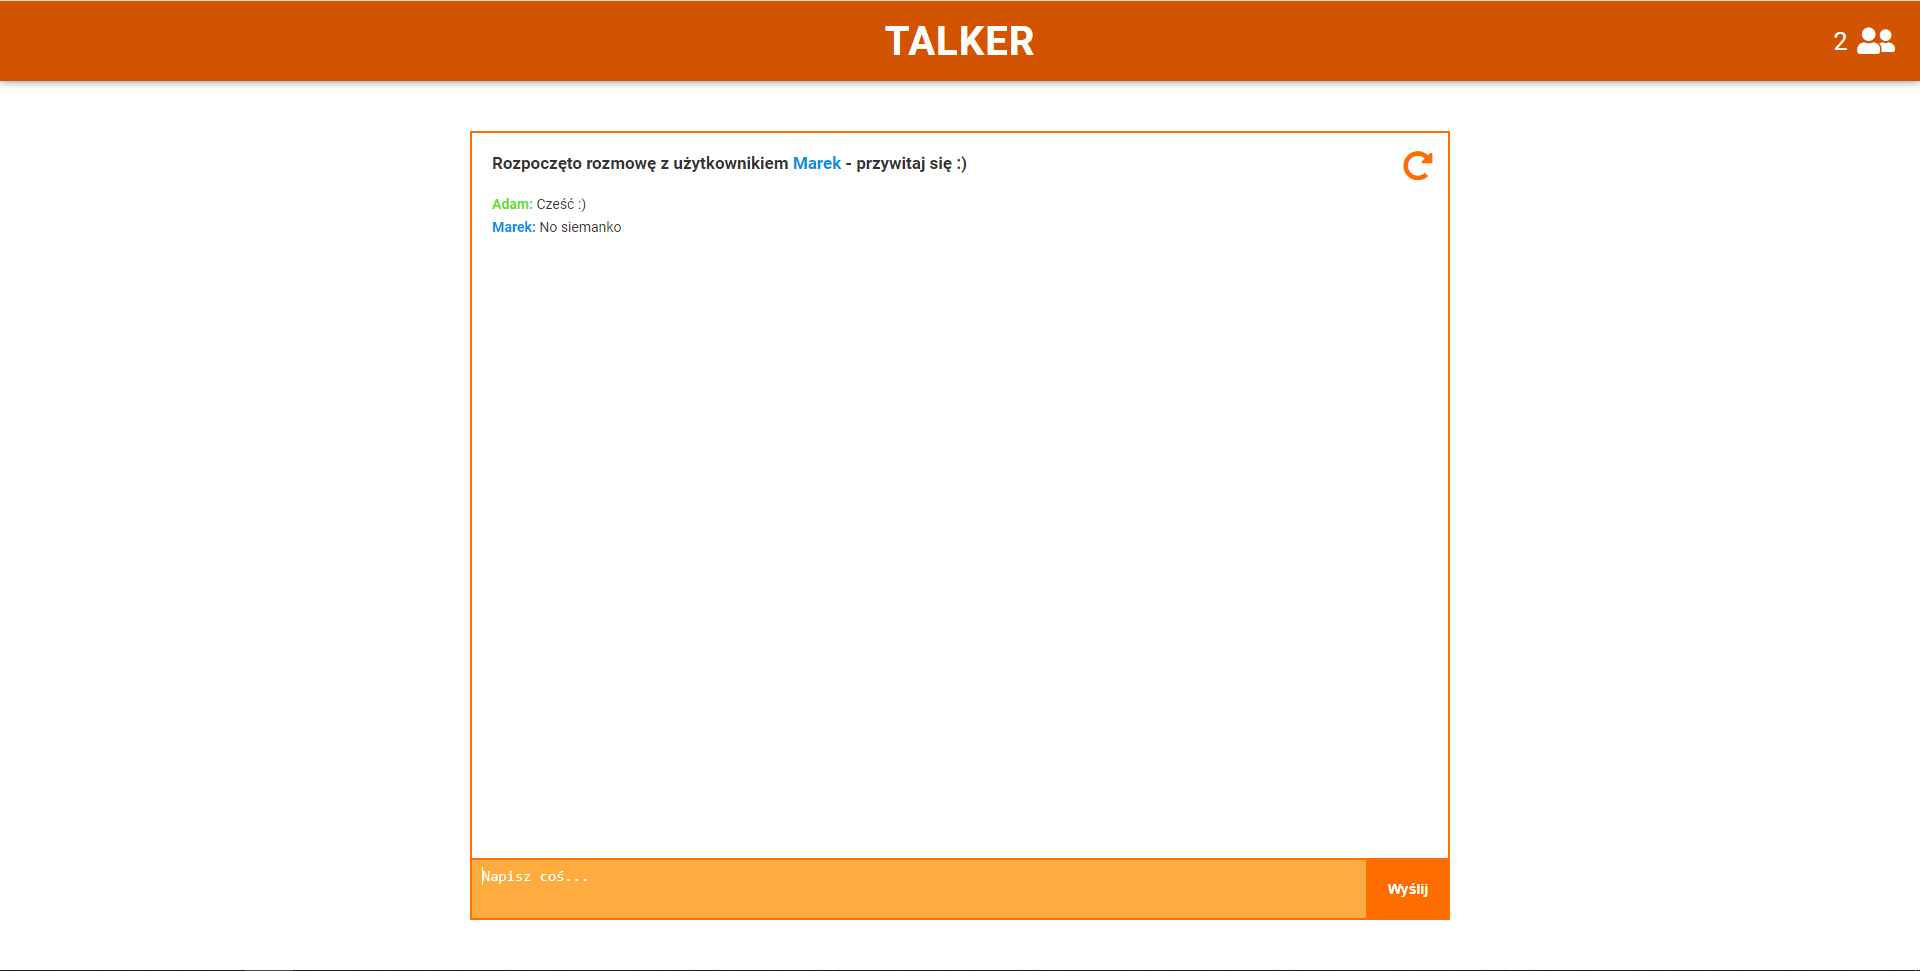 TALKER
2
Rozpoczęto rozmowę z użytkownikiem Marek - przywitaj się :)
Adam: Cześć :)
Marek: No siemanko
Napisz coś...
Wyślij